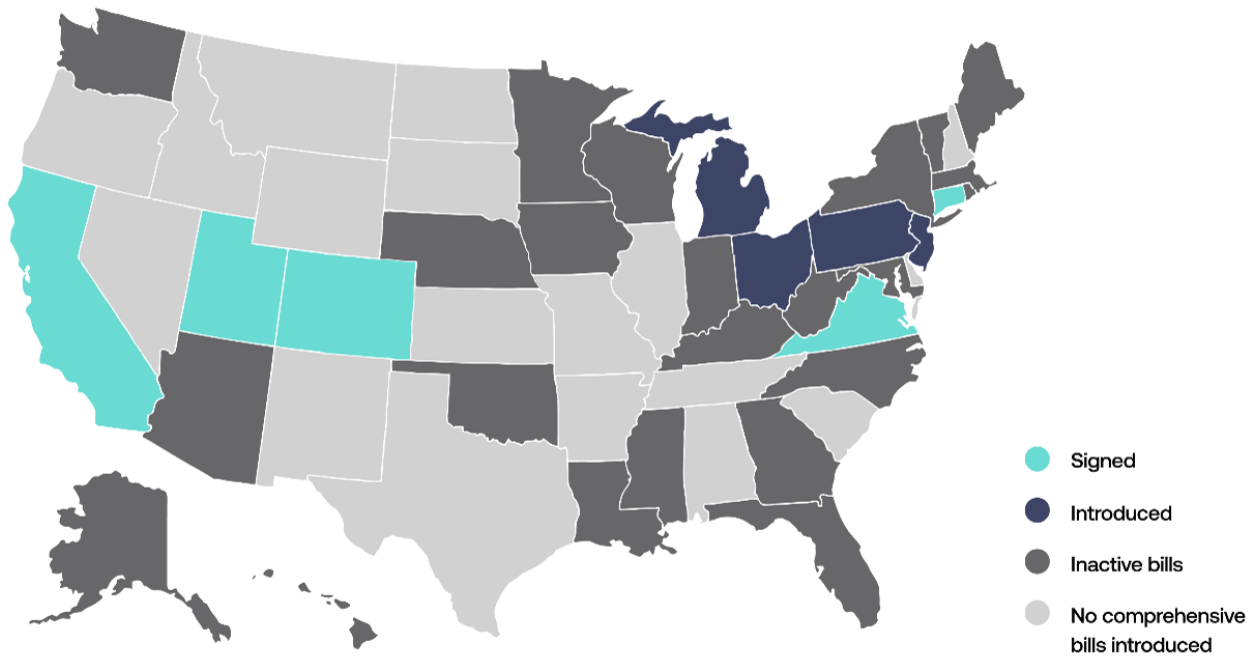 Signed
Introduced
Inactive bills
No comprehensive
bills introduced